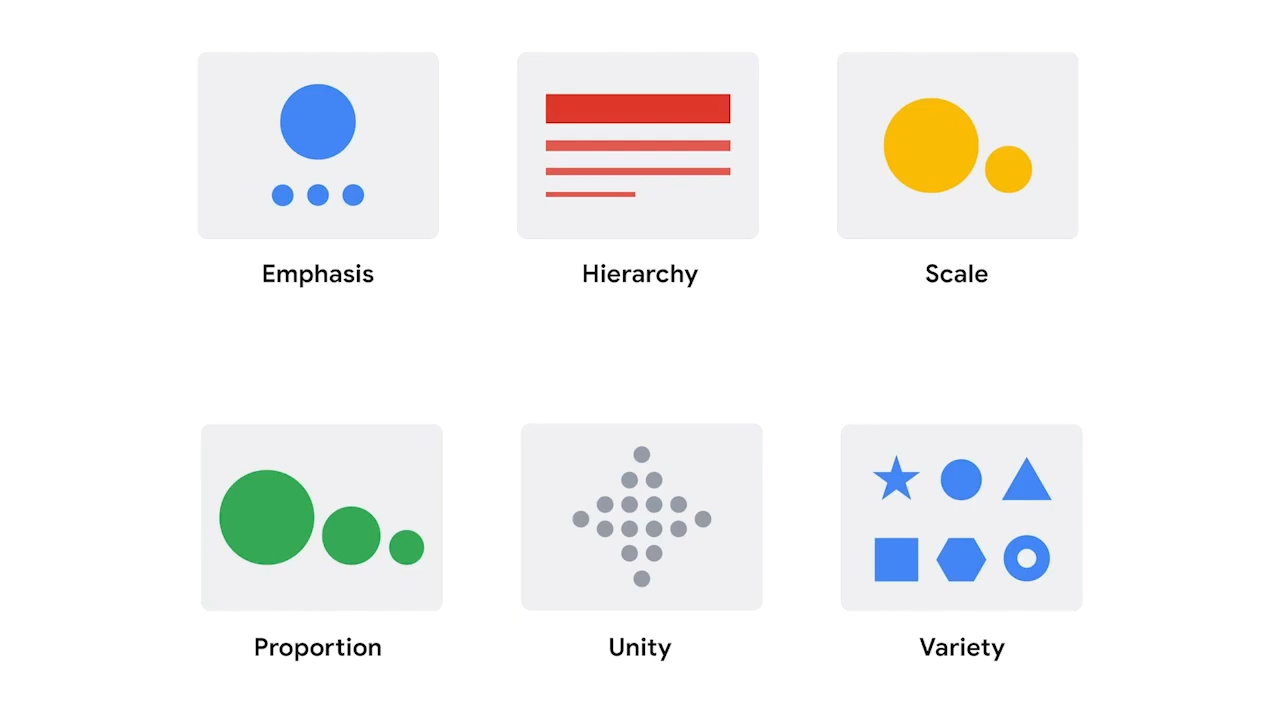 Emphasis
Hierarchy
Scale
Proportion
Unity
Variety